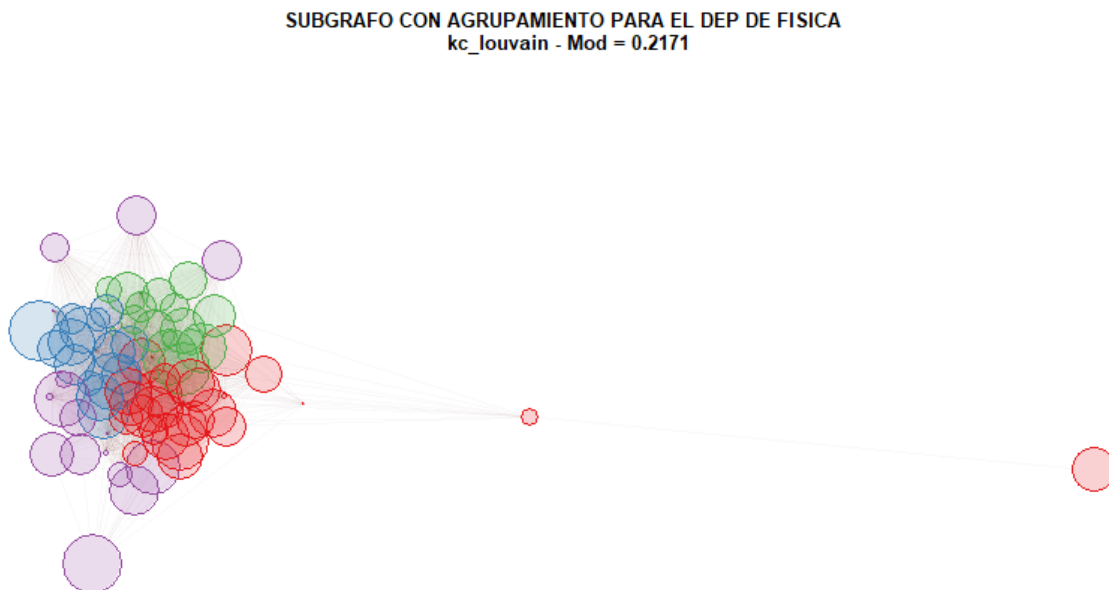 SUBGRAFO CON AGRUPAMIENTO PARA EL DEP DE FISICA
kc_louvain - Mod = 0.2171